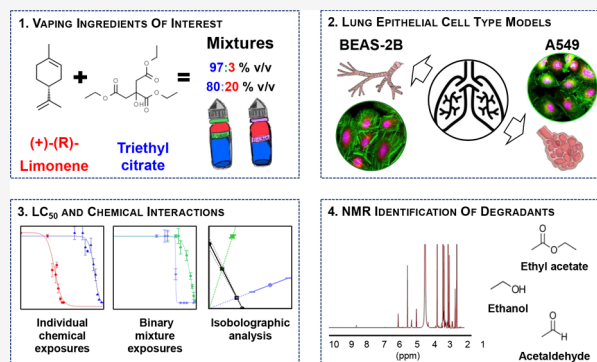 1. VAPING INGREDIENTS OF INTEREST
Mixtures
97:3 % v/v
80:20 % v/v
+
=
O
O
O
O
OH
O
O
(+)-(R)-
Limonene
Triethyl
citrate
2. LUNG EPITHELIAL CELL TYPE MODELS
BEAS-2B
A549
3. LC50 AND CHEMICAL INTERACTIONS
Individual
chemical
exposures
Binary
mixture
exposures
Isobolographic
analysis
4. NMR IDENTIFICATION OF DEGRADANTS
10 9 8 7 6 5 4 3 2 1
(ppm)
O
O
Ethyl acetate
OH
Ethanol
O
H
Acetaldehyde